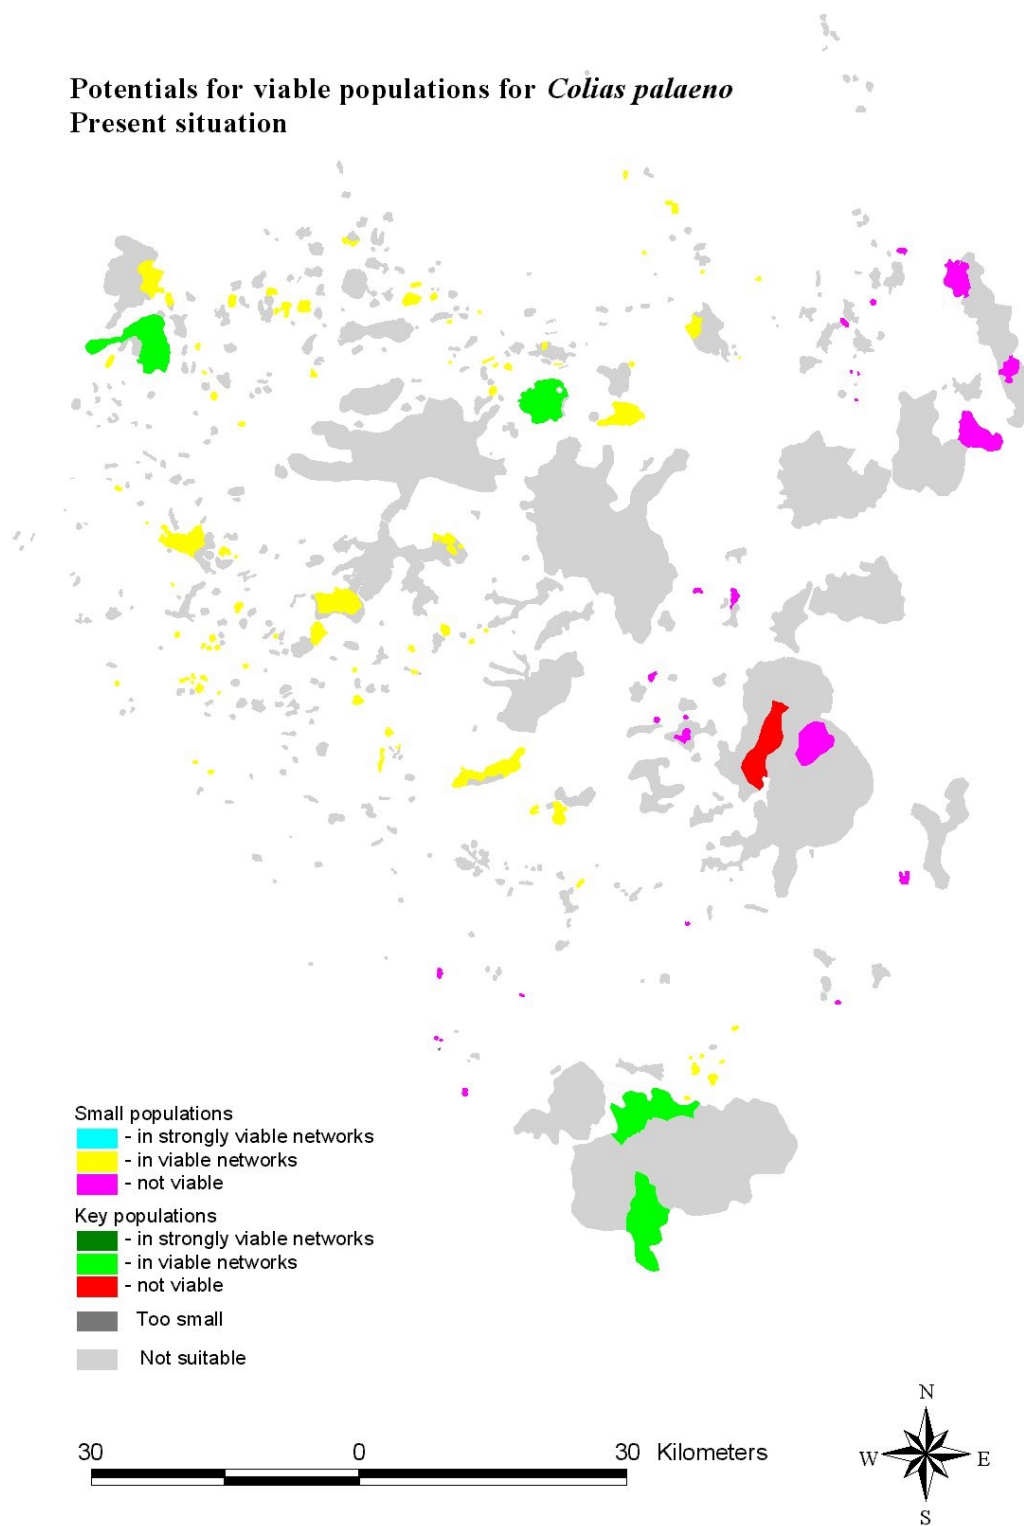 Potentials for viable populations for Colias palaeno
Present situation
Small populations
- in strongly viable networks
- in viable networks
- not viable
Key populations
- in strongly viable networks
- in viable networks
- not viable
Too small
Not suitable
30 0 30 Kilometers
N
W E
S